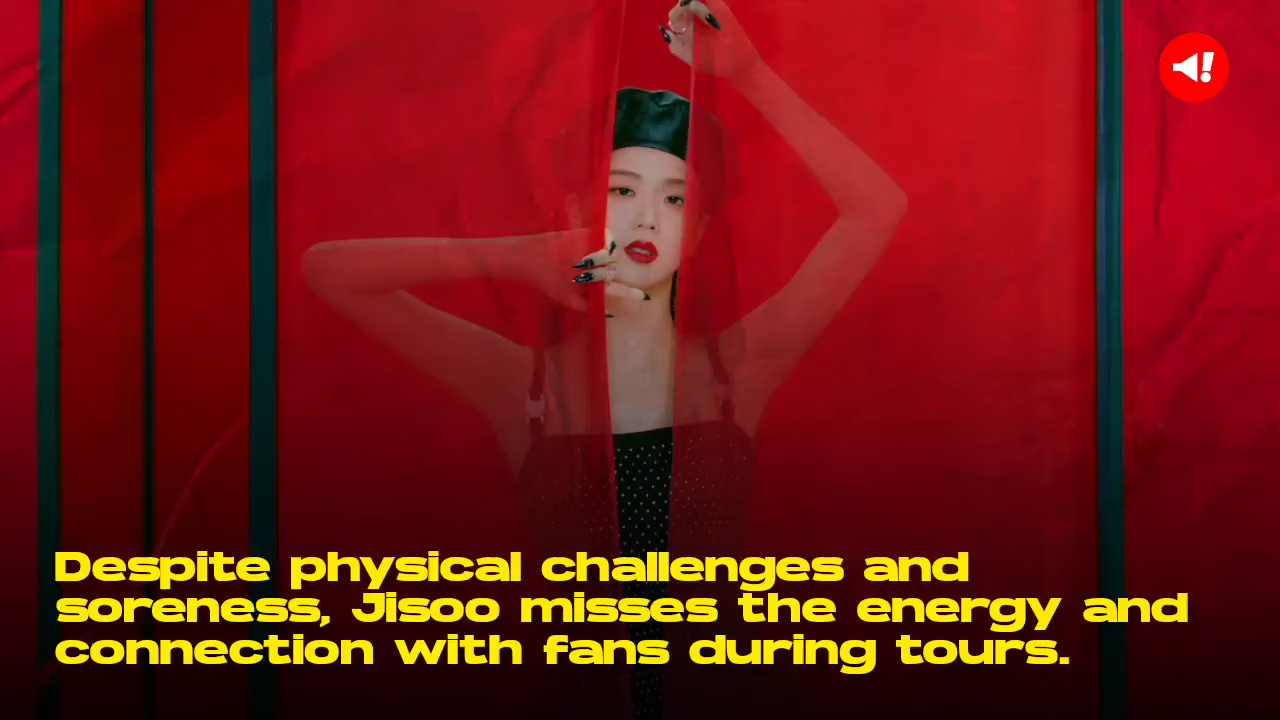 Despite physical challenges and
soreness, Jisoo misses the energy and
connection with fans during tours.